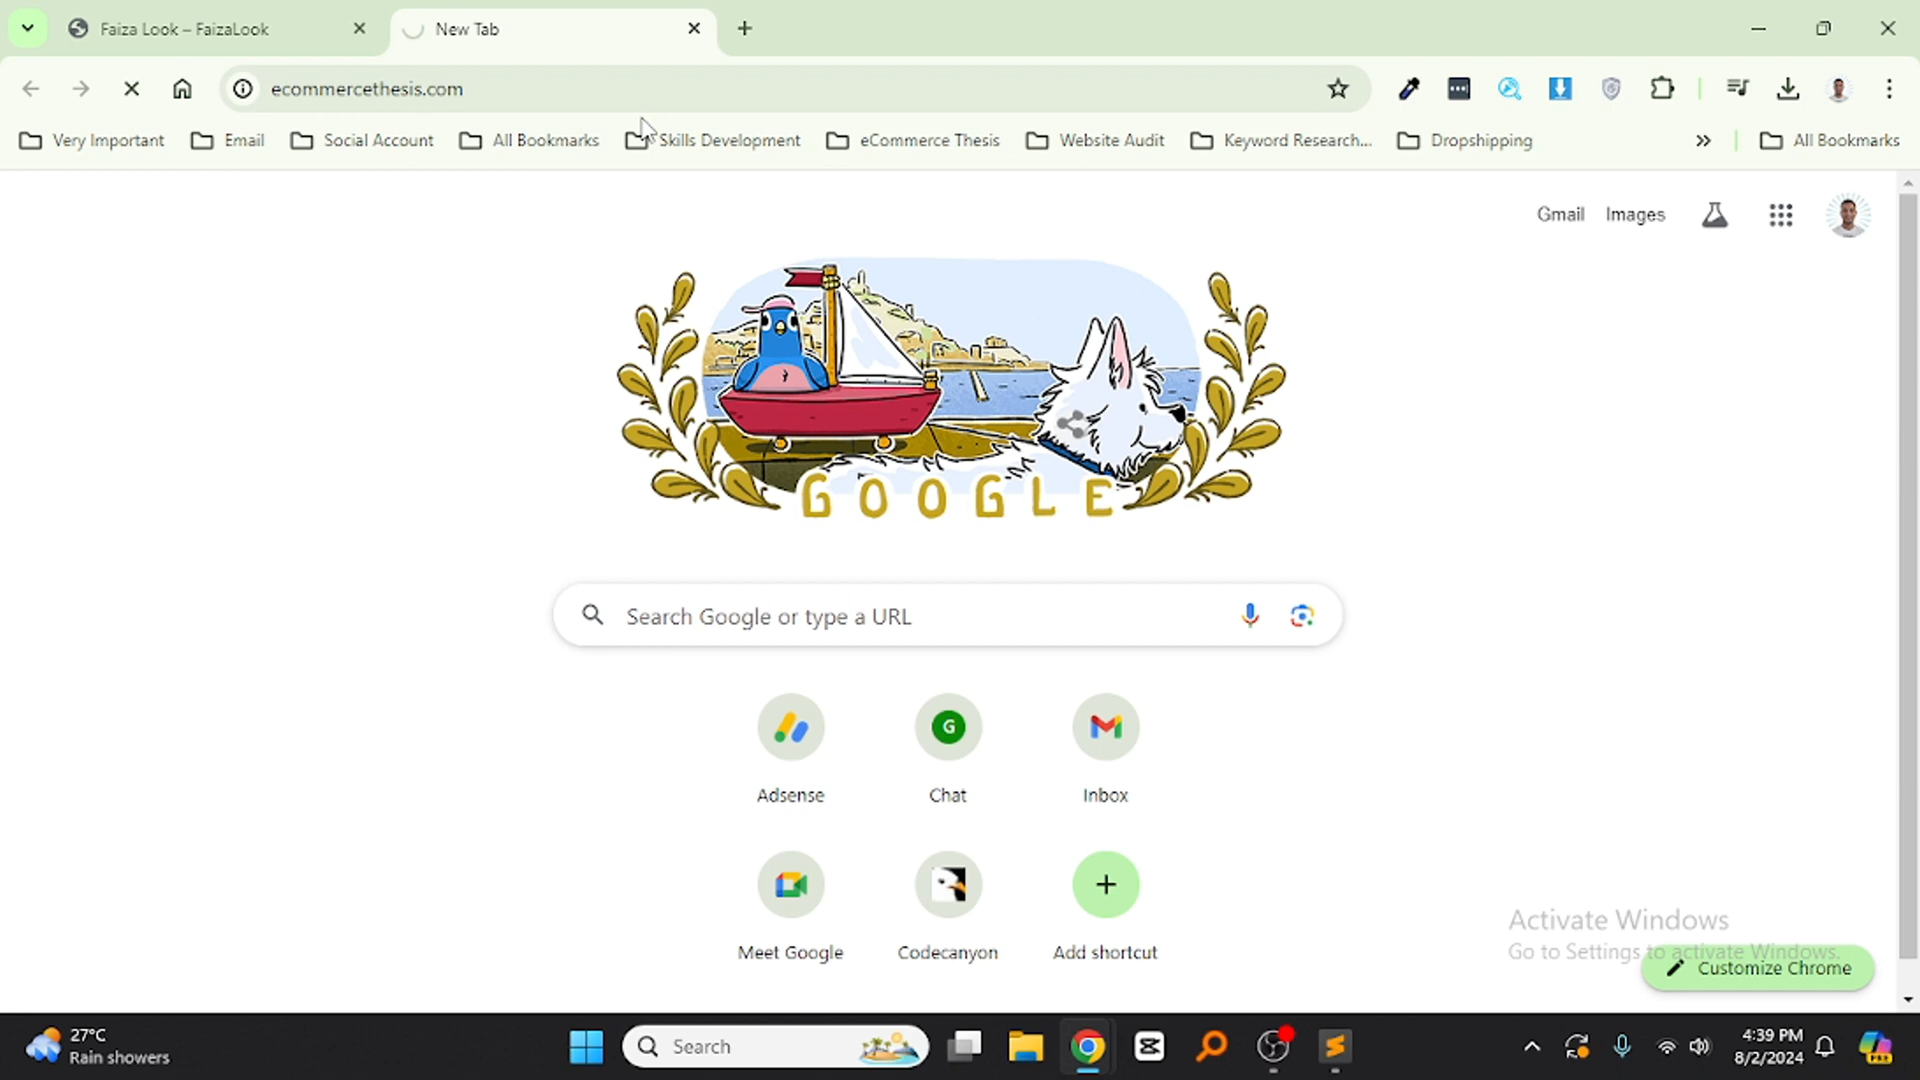 Faiza Look – FaizaLook
New Tab
ecommercethesis.com
Very Important
Email
Social Account
All Bookmarks
Skills Development
eCommerce Thesis
Website Audit
Keyword Research...
Dropshipping
All Bookmarks
Gmail
Images
GOOGLE
Search Google or type a URL
G
Adsense
Chat
Inbox
Meet Google
Codecanyon
Add shortcut
Activate Windows
Go to Settings to activate Windows.
Customize Chrome
27°C
Rain showers
Search
4:39 PM
8/2/2024
PRE